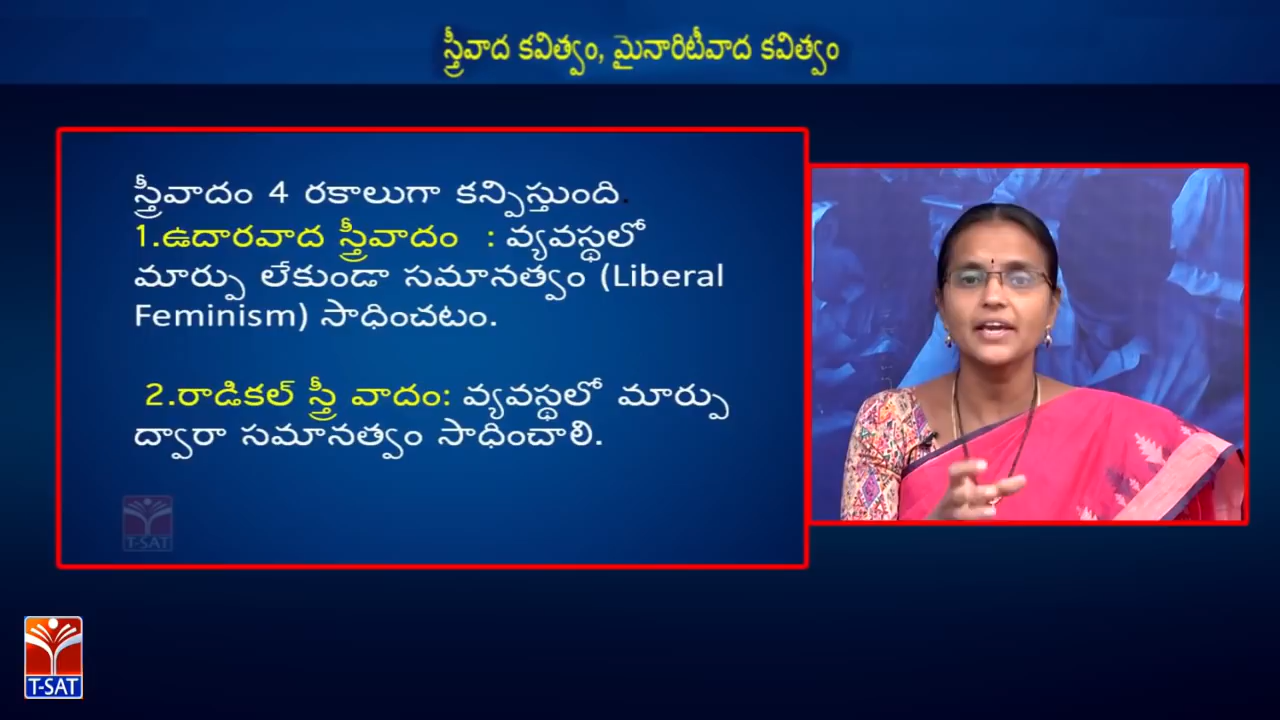 స్త్రీవాద కవిత్వం, మైనారిటీవాద కవిత్వం
స్త్రీవాదం 4 రకాలుగా కన్పిస్తుంది.
1.ఉదారవాద స్త్రీవాదం : వ్యవస్థలో
మార్పు లేకుండా సమానత్వం (Liberal
Feminism) సాధించటం.
2.రాడికల్ స్త్రీ వాదం: వ్యవస్థలో మార్పు
ద్వారా సమానత్వం సాధించాలి.
T-SAT
T-SAT